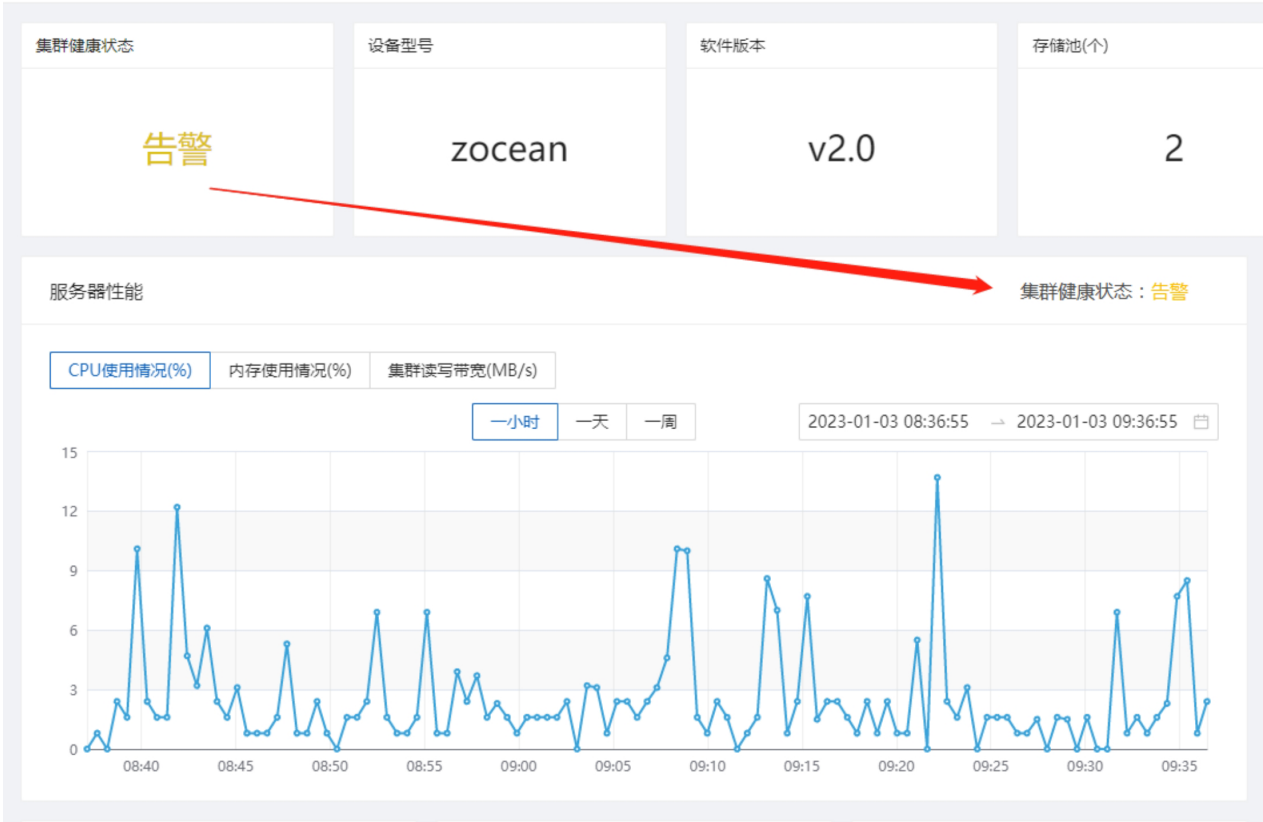 集群健康状态
设备型号
软件版本
存储池(个)
告警
zocean
v2.0
2
服务器性能
集群健康状态：告警
CPU使用情况(%)
内存使用情况(%)
集群读写带宽(MB/s)
一小时
一天
一周
2023-01-03 08:36:55 → 2023-01-03 09:36:55
15
12
9
6
3
0
08:40
08:45
08:50
08:55
09:00
09:05
09:10
09:15
09:20
09:25
09:30
09:35